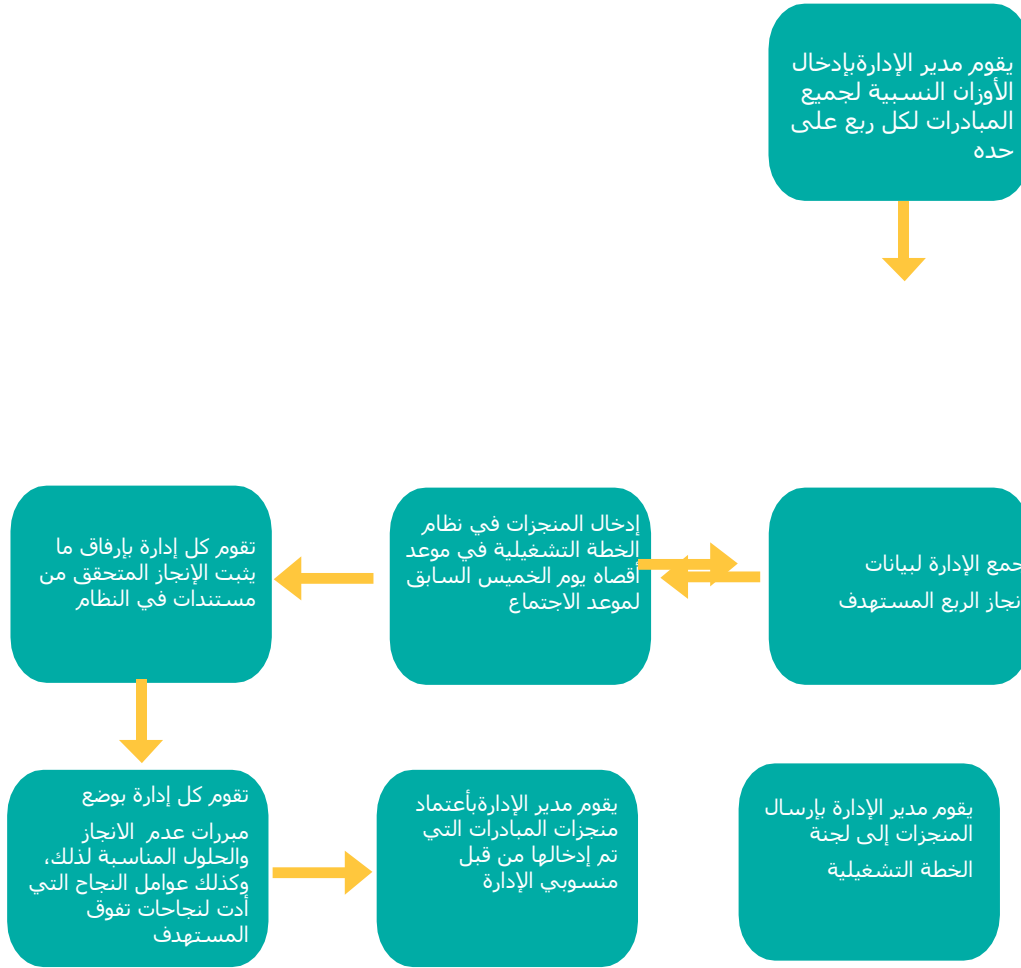 يقوم مدير الإدارةبإدخال
الأوزان النسبية لجميع
المبادرات لكل ربع على
حده
الإدارة لبيانات
الربع المستهدف
إدخال المنجزات في نظام
الخطة التشغيلية في موعد
أقصاه يوم الخميس السابق
لموعد الاجتماع
تقوم كل إدارة بإرفاق ما
يثبت الإنجاز المتحقق من
مستندات في النظام
تقوم كل إدارة بوضع
مبررات عدم الانجاز
والحلول المناسبة لذلك،
وكذلك عوامل النجاح التي
أدت لنجاحات تفوق
المستهدف
يقوم مدير الإدارةبأعتماد
منجزات المبادرات التي
تم إدخالها من قبل
منسوبي الإدارة
يقوم مدير الإدارة بإرسال
المنجزات إلى لجنة
الخطة التشغيلية